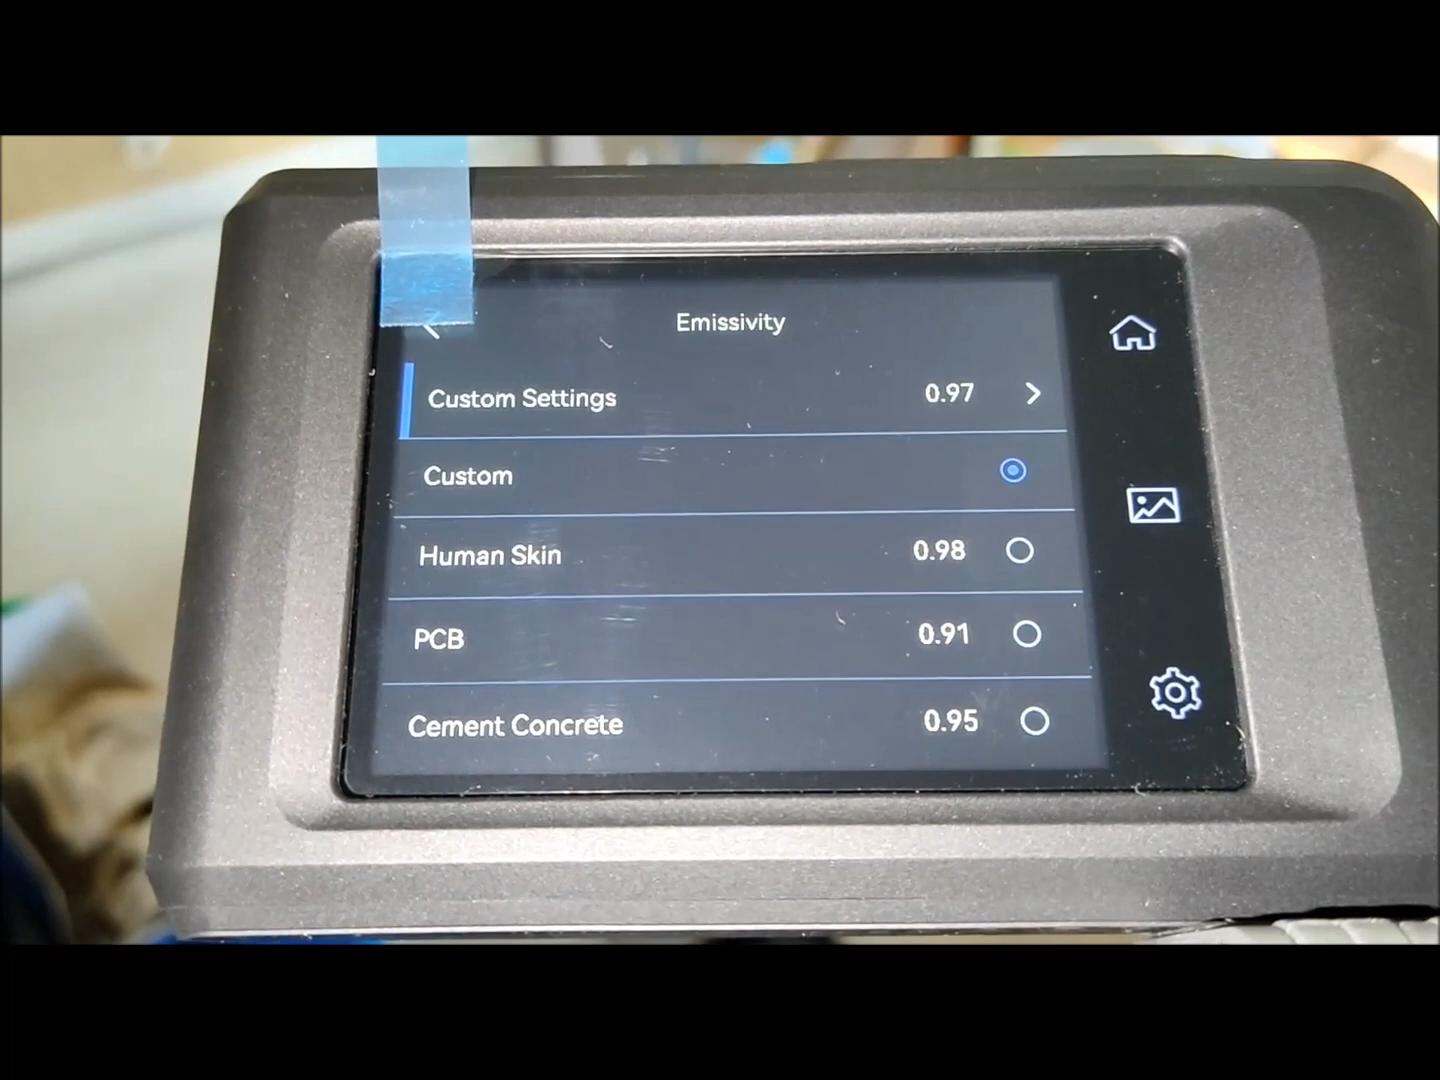 Emissivity
Custom Settings 0.97
Custom
Human Skin 0.98
PCB 0.91
Cement Concrete 0.95